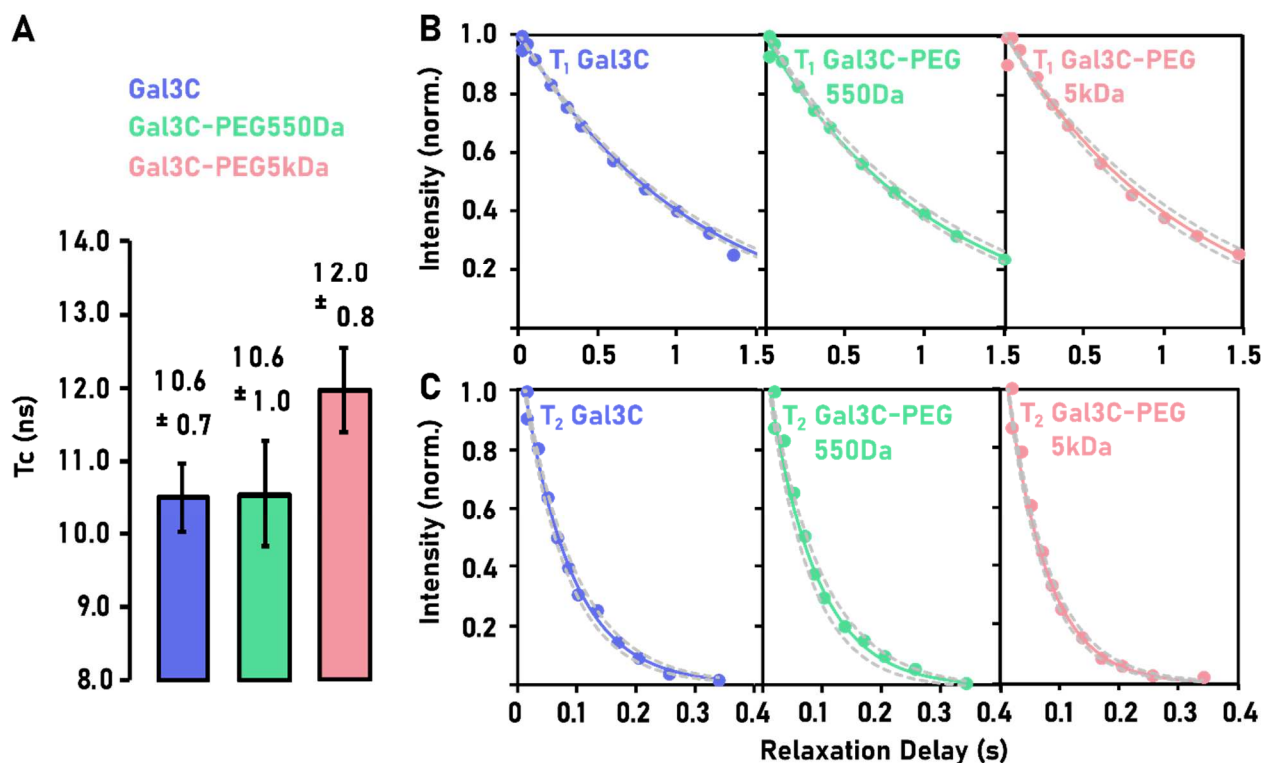 A
Gal3C
Gal3C-PEG550Da
Gal3C-PEG5kDa
14.0
13.0
12.0
11.0
10.0
9.0
8.0
Tc (ns)
10.6
± 0.7
10.6
± 1.0
12.0
± 0.8
B
Intensity (norm.)
1.0
0.8
0.6
0.4
0.2
T₁ Gal3C
T₁ Gal3C-PEG
550Da
T₁ Gal3C-PEG
5kDa
0 0.5 1 1.5 0.5 1 1.5 0.5 1 1.5
C
Intensity (norm.)
1.0
0.8
0.6
0.4
0.2
T₂ Gal3C
T₂ Gal3C-PEG
550Da
T₂ Gal3C-PEG
5kDa
0 0.1 0.2 0.3 0.4 0.1 0.2 0.3 0.4 0.1 0.2 0.3 0.4
Relaxation Delay (s)